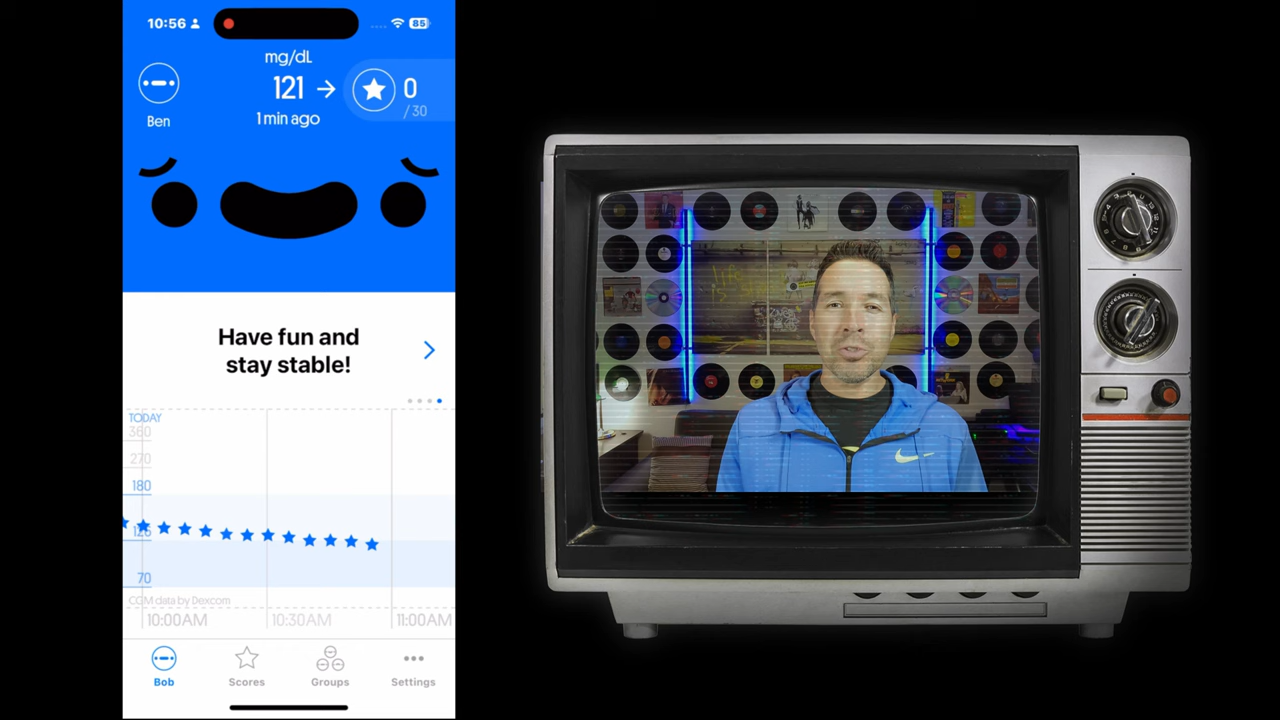 10:56
85
mg/dL
121 →
1 min ago
0
/30
Ben
Have fun and
stay stable!
TODAY
360
270
180
126
70
CGM data by Dexcom
10:00AM
10:30AM
11:00AM
Bob
Scores
Groups
Settings